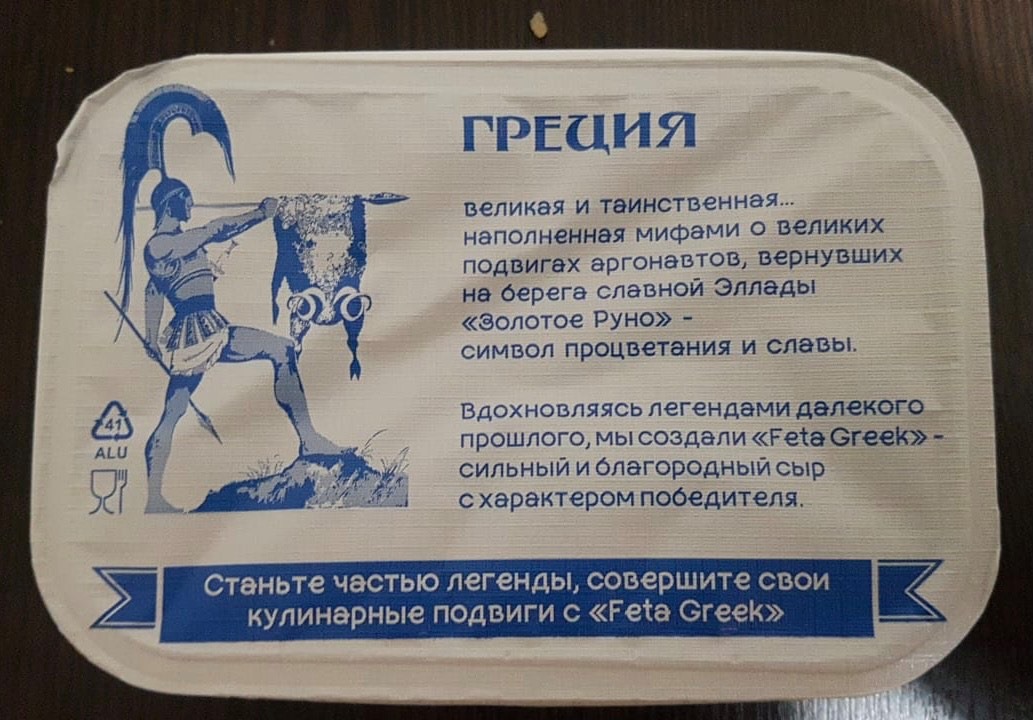 ГРЕЦИЯ
великая и таинственная...
наполненная мифами о великих
подвигах аргонавтов, вернувших
на берега славной Эллады
«Золотое Руно» -
символ процветания и славы.
Вдохновляясь легендами далекого
прошлого, мы создали «Feta Greek» -
сильный и благородный сыр
с характером победителя.
41
ALU
Станьте частью легенды, совершите свои
кулинарные подвиги с «Feta Greek»